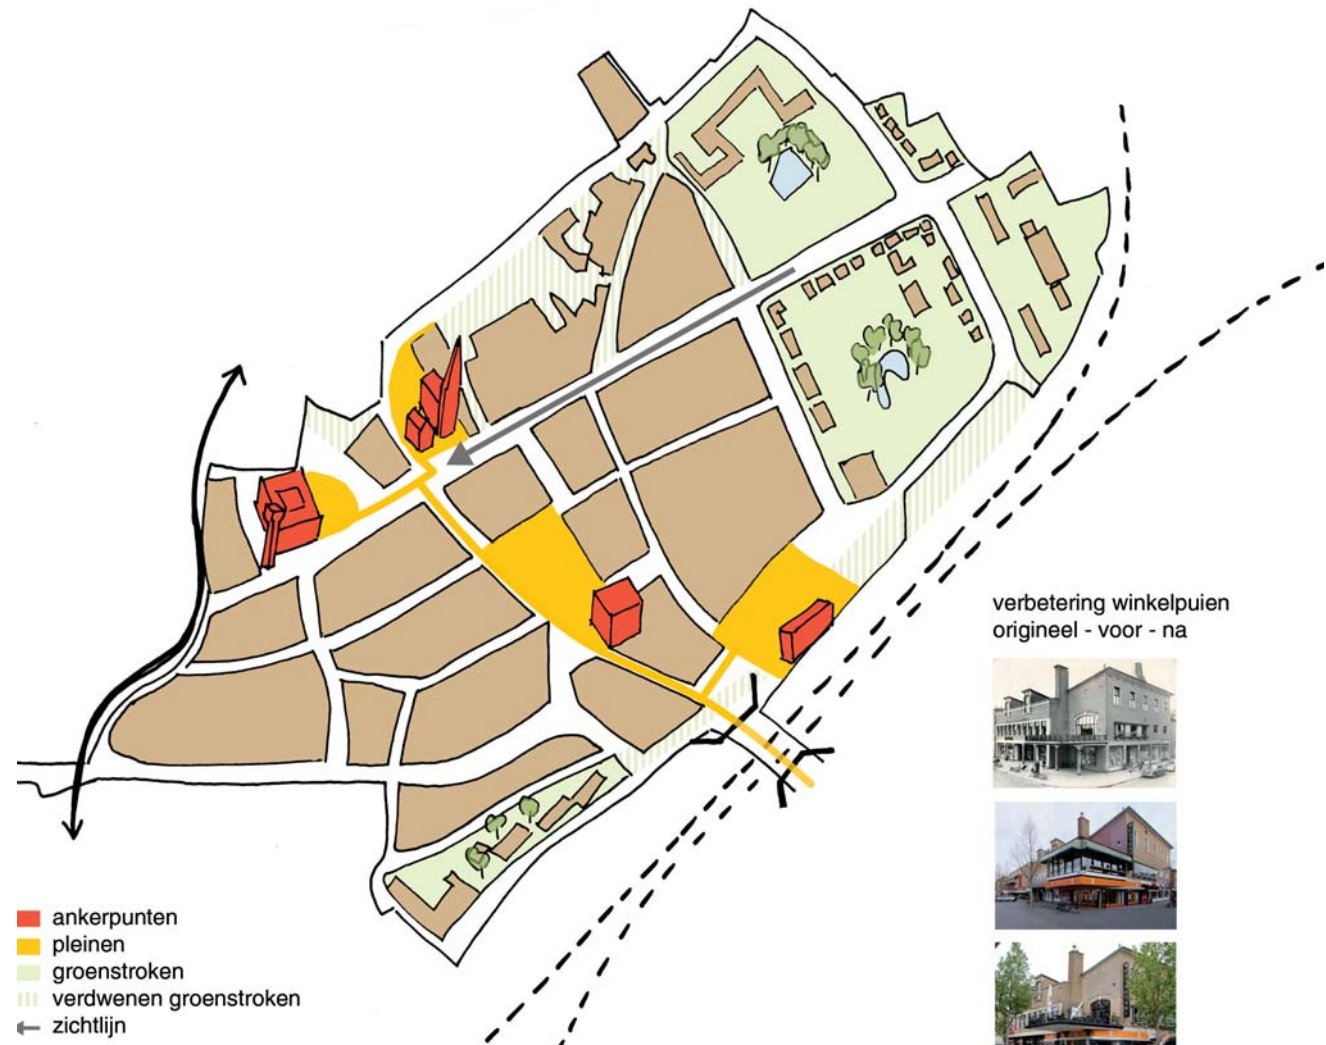 verbetering winkelpuien
origineel - voor - na
ankerpunten
pleinen
groenstroken
verdwenen groenstroken
zichtlijn